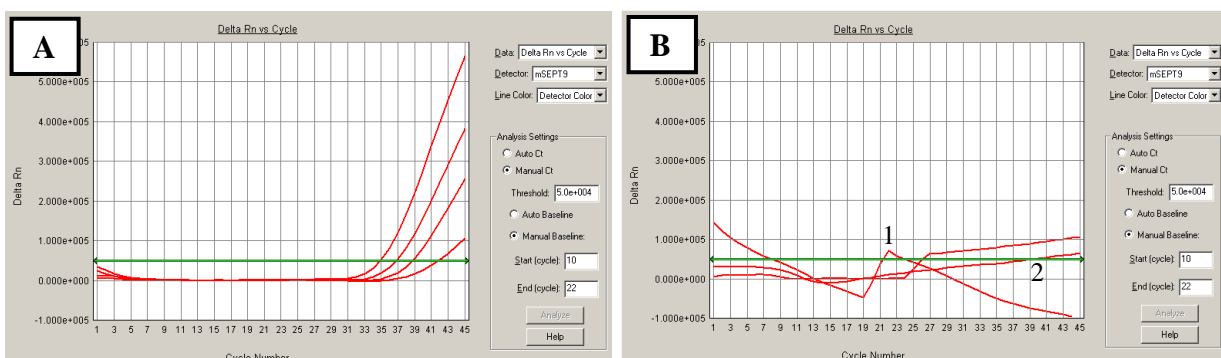 A
Delta Rn vs Cycle
Data: Delta Rn vs Cycle
Detector: mSEPT9
Line Color: Detector Color
5.000e+005
4.000e+005
3.000e+005
2.000e+005
1.000e+005
0.000e+000
-1.000e+005
Delta Rn
1 3 5 7 9 11 13 15 17 19 21 23 25 27 29 31 33 35 37 39 41 43 45
Cycle Number
Analysis Settings
Auto Ct
Manual Ct
Threshold: 5.0e+004
Auto Baseline
Manual Baseline:
Start (cycle): 10
End (cycle): 22
Analyze
Help
B
Delta Rn vs Cycle
Data: Delta Rn vs Cycle
Detector: mSEPT9
Line Color: Detector Color
5.000e+005
4.000e+005
3.000e+005
2.000e+005
1.000e+005
0.000e+000
-1.000e+005
Delta Rn
1
2
1 3 5 7 9 11 13 15 17 19 21 23 25 27 29 31 33 35 37 39 41 43 45
Cycle Number
Analysis Settings
Auto Ct
Manual Ct
Threshold: 5.0e+004
Auto Baseline
Manual Baseline:
Start (cycle): 10
End (cycle): 22
Analyze
Help